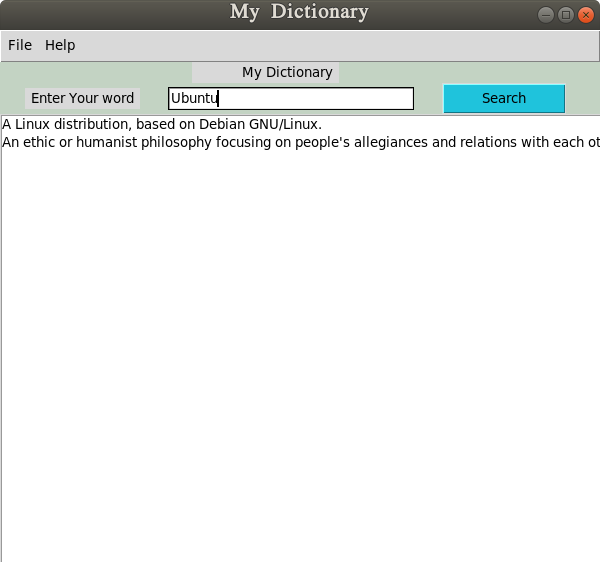 My Dictionary
File Help
My Dictionary
Enter Your word Ubuntu Search
A Linux distribution, based on Debian GNU/Linux.
An ethic or humanist philosophy focusing on people's allegiances and relations with each